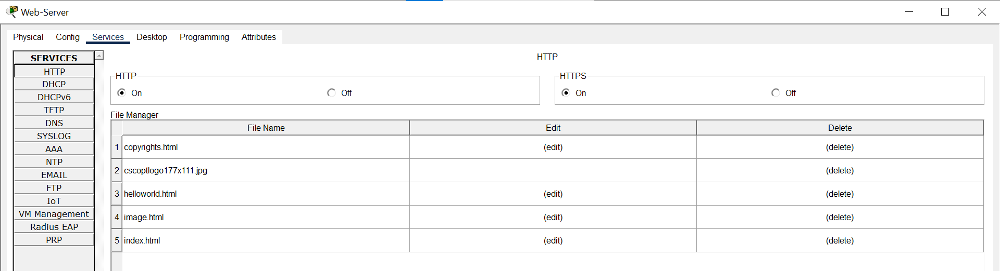 Web-Server
Physical Config Services Desktop Programming Attributes
SERVICES
HTTP
DHCP
DHCPv6
TFTP
DNS
SYSLOG
AAA
NTP
EMAIL
FTP
IoT
VM Management
Radius EAP
PRP
HTTP
HTTP
On Off
HTTPS
On Off
File Manager
File Name Edit Delete
1 copyrights.html (edit) (delete)
2 cscoptlogo177x111.jpg (delete)
3 helloworld.html (edit) (delete)
4 image.html (edit) (delete)
5 index.html (edit) (delete)